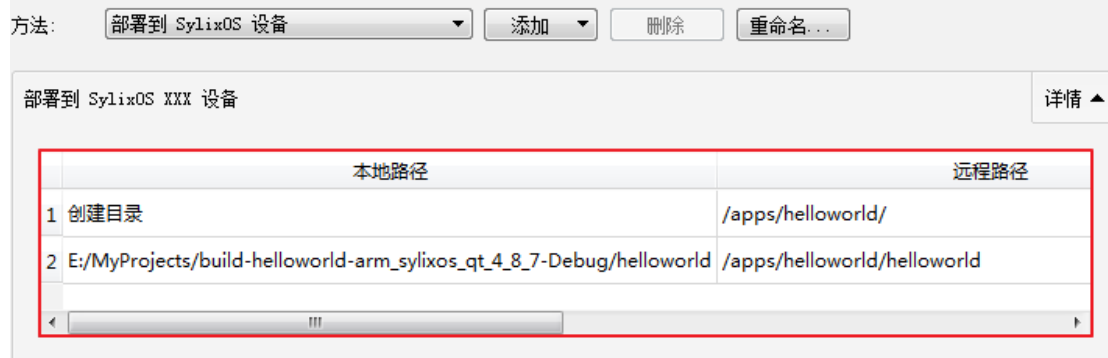 方法: 部署到 SylixOS 设备 添加 删除 重命名...
部署到 SylixOS XXX 设备 详情
本地路径 远程路径
1 创建目录 /apps/helloworld/
2 E:/MyProjects/build-helloworld-arm_sylixos_qt_4_8_7-Debug/helloworld /apps/helloworld/helloworld